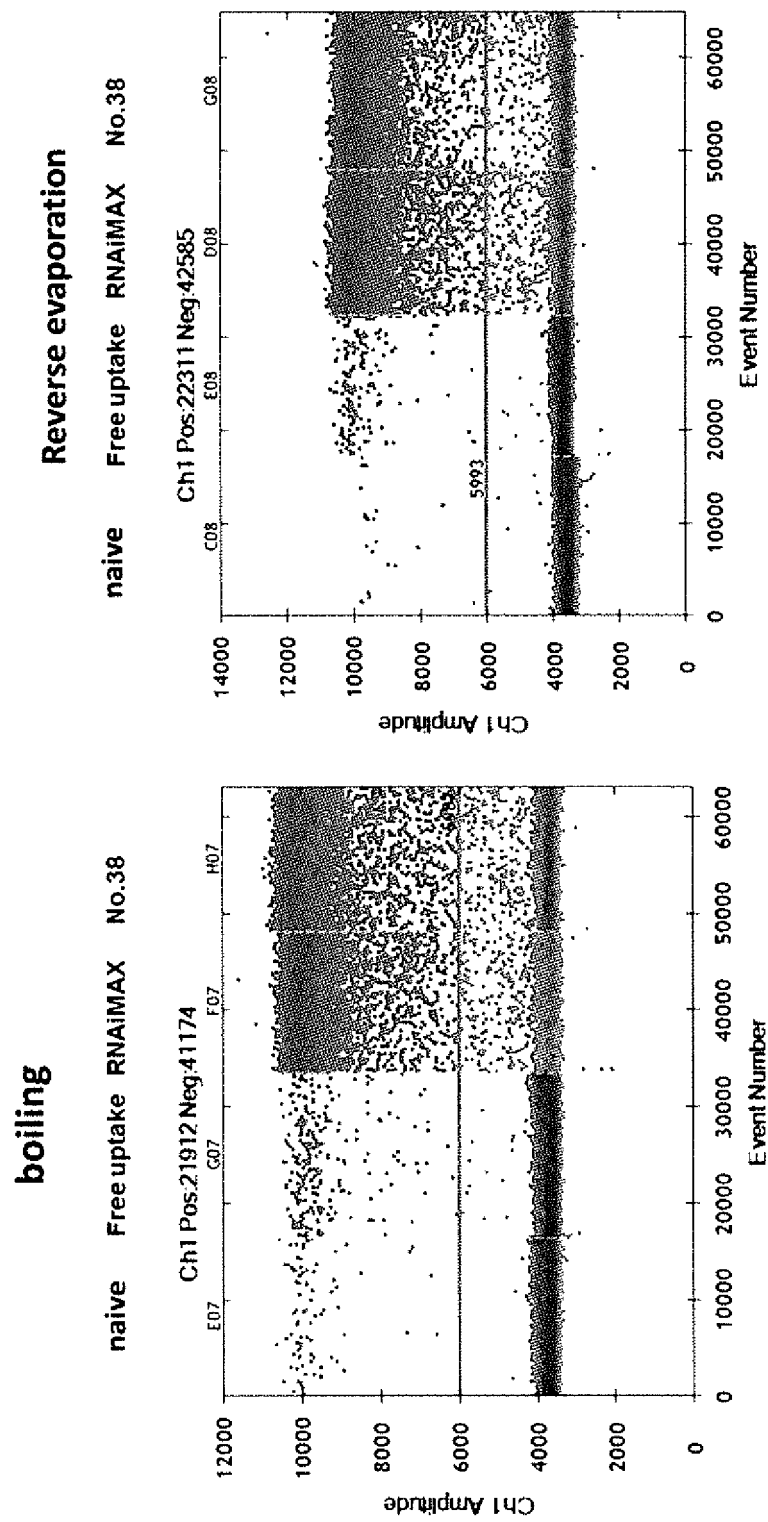 boiling
naive Free uptake RNAiMAX No.38
Ch1 Pos:21912 Neg:41174
E07 G07 F07 H07
12000
10000
8000
6000
4000
2000
0
Ch1 Amplitude
0 10000 20000 30000 40000 50000 60000
Event Number
Reverse evaporation
naive Free uptake RNAiMAX No.38
Ch1 Pos:22311 Neg:42585
C08 E08 D08 G08
14000
12000
10000
8000
6000
4000
2000
0
Ch1 Amplitude
5993
0 10000 20000 30000 40000 50000 60000
Event Number